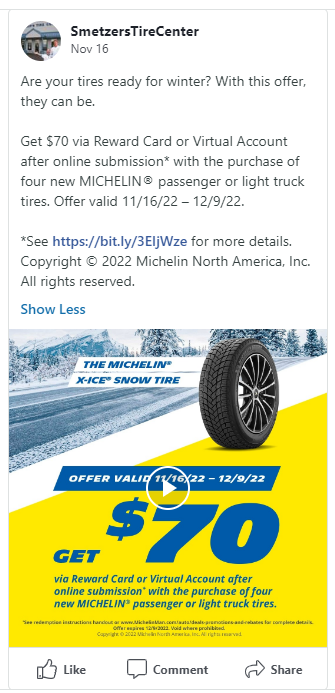 SmetzersTireCenter
Nov 16
Are your tires ready for winter? With this offer,
they can be.
Get $70 via Reward Card or Virtual Account
after online submission* with the purchase of
four new MICHELIN® passenger or light truck
tires. Offer valid 11/16/22 – 12/9/22.
*See https://bit.ly/3EljWze for more details.
Copyright © 2022 Michelin North America, Inc.
All rights reserved.
Show Less
THE MICHELIN®
X-ICE® SNOW TIRE
OFFER VALID 11/16/22 – 12/9/22
GET $70
via Reward Card or Virtual Account after
online submission* with the purchase of four
new MICHELIN® passenger or light truck tires.
*See redemption instructions handout or www.MichelinMan.com/auto/deals-promotions-and-rebates for complete details.
Offer expires 12/9/2022. Void where prohibited.
Copyright © 2022 Michelin North America, Inc. All rights reserved.
Like Comment Share